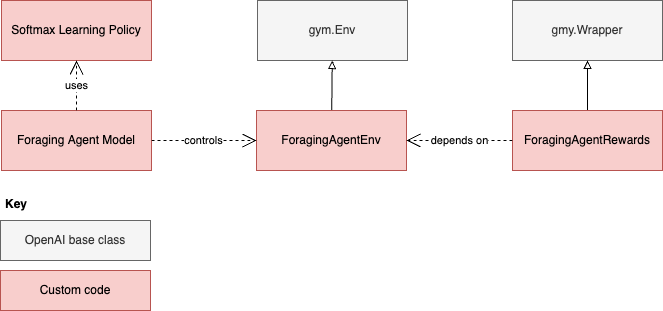 Softmax Learning Policy
gym.Env
gmy.Wrapper
uses
Foraging Agent Model
controls
ForagingAgentEnv
depends on
ForagingAgentRewards
Key
OpenAI base class
Custom code